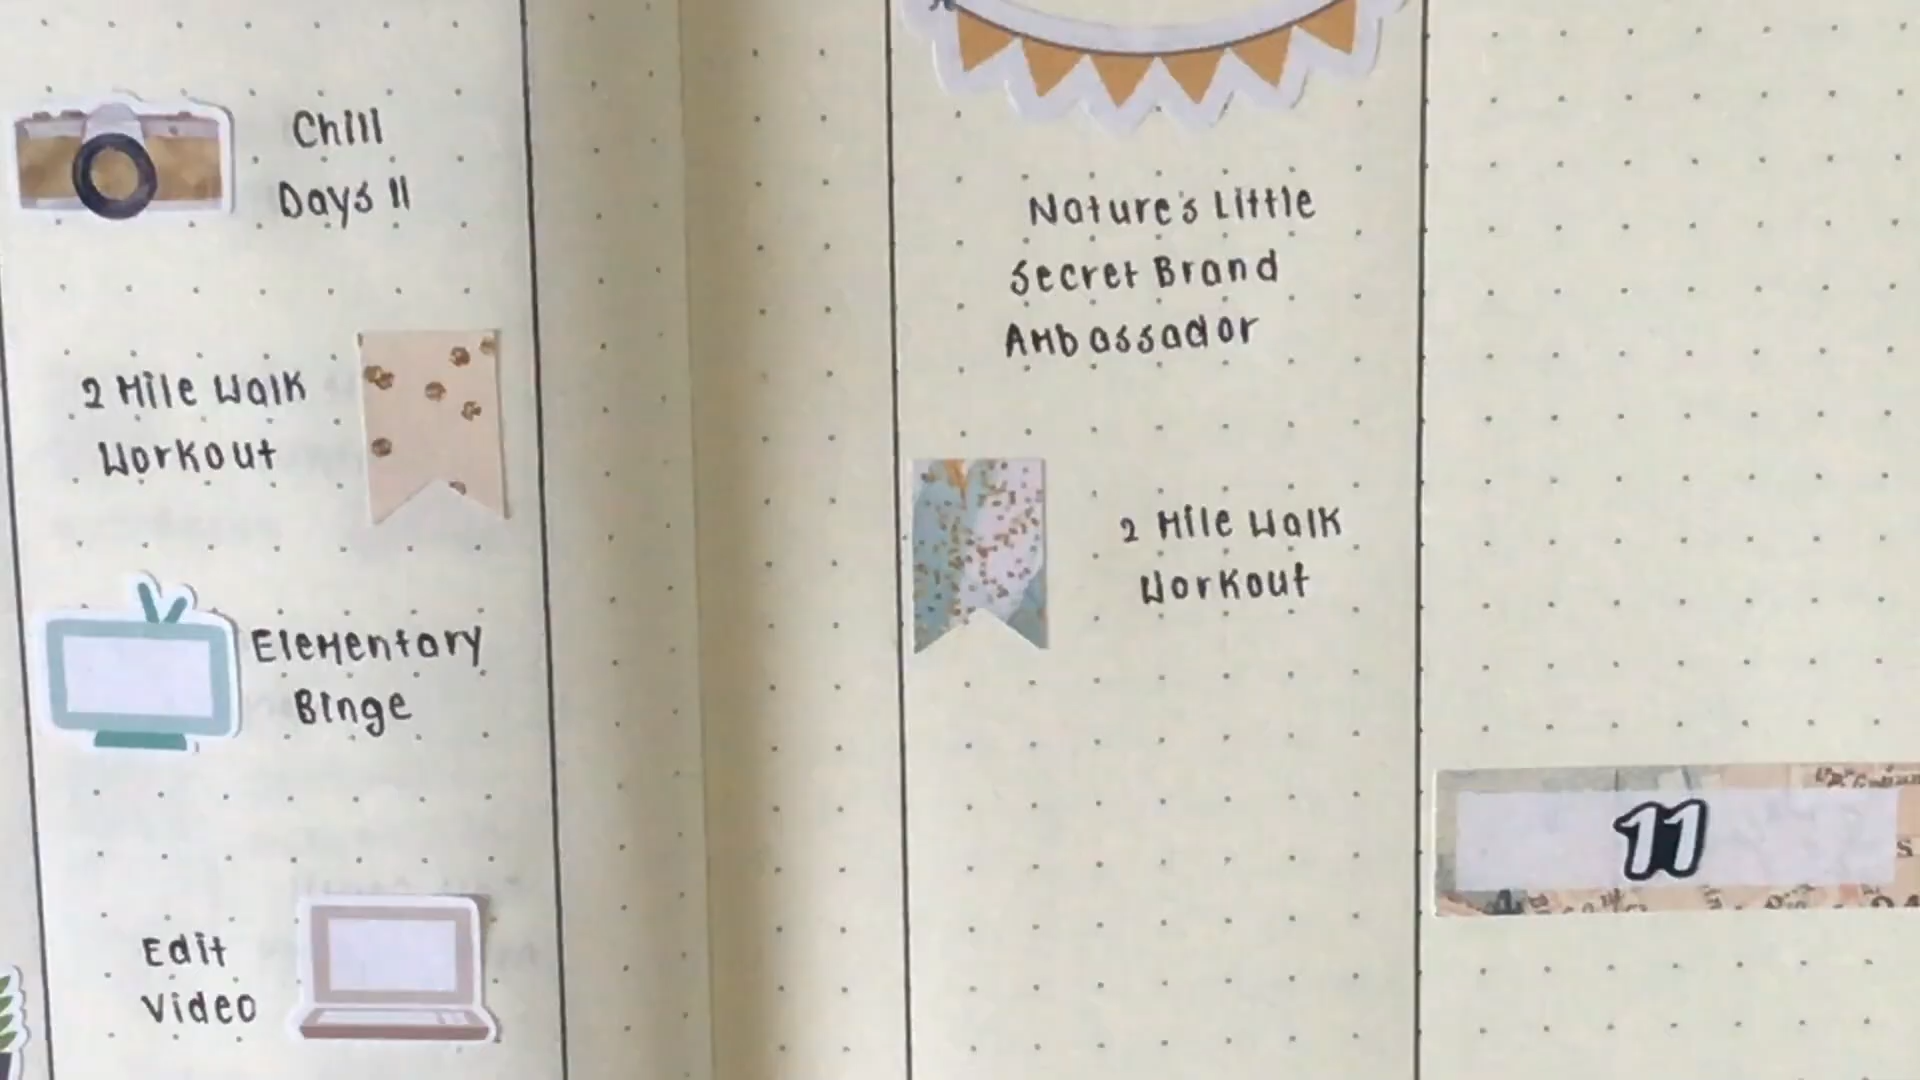 Chill
Days II
2 Mile Walk
Workout
Elementary
Binge
Edit
Video
Nature's Little
Secret Brand
Ambassador
2 Mile Walk
Workout
11